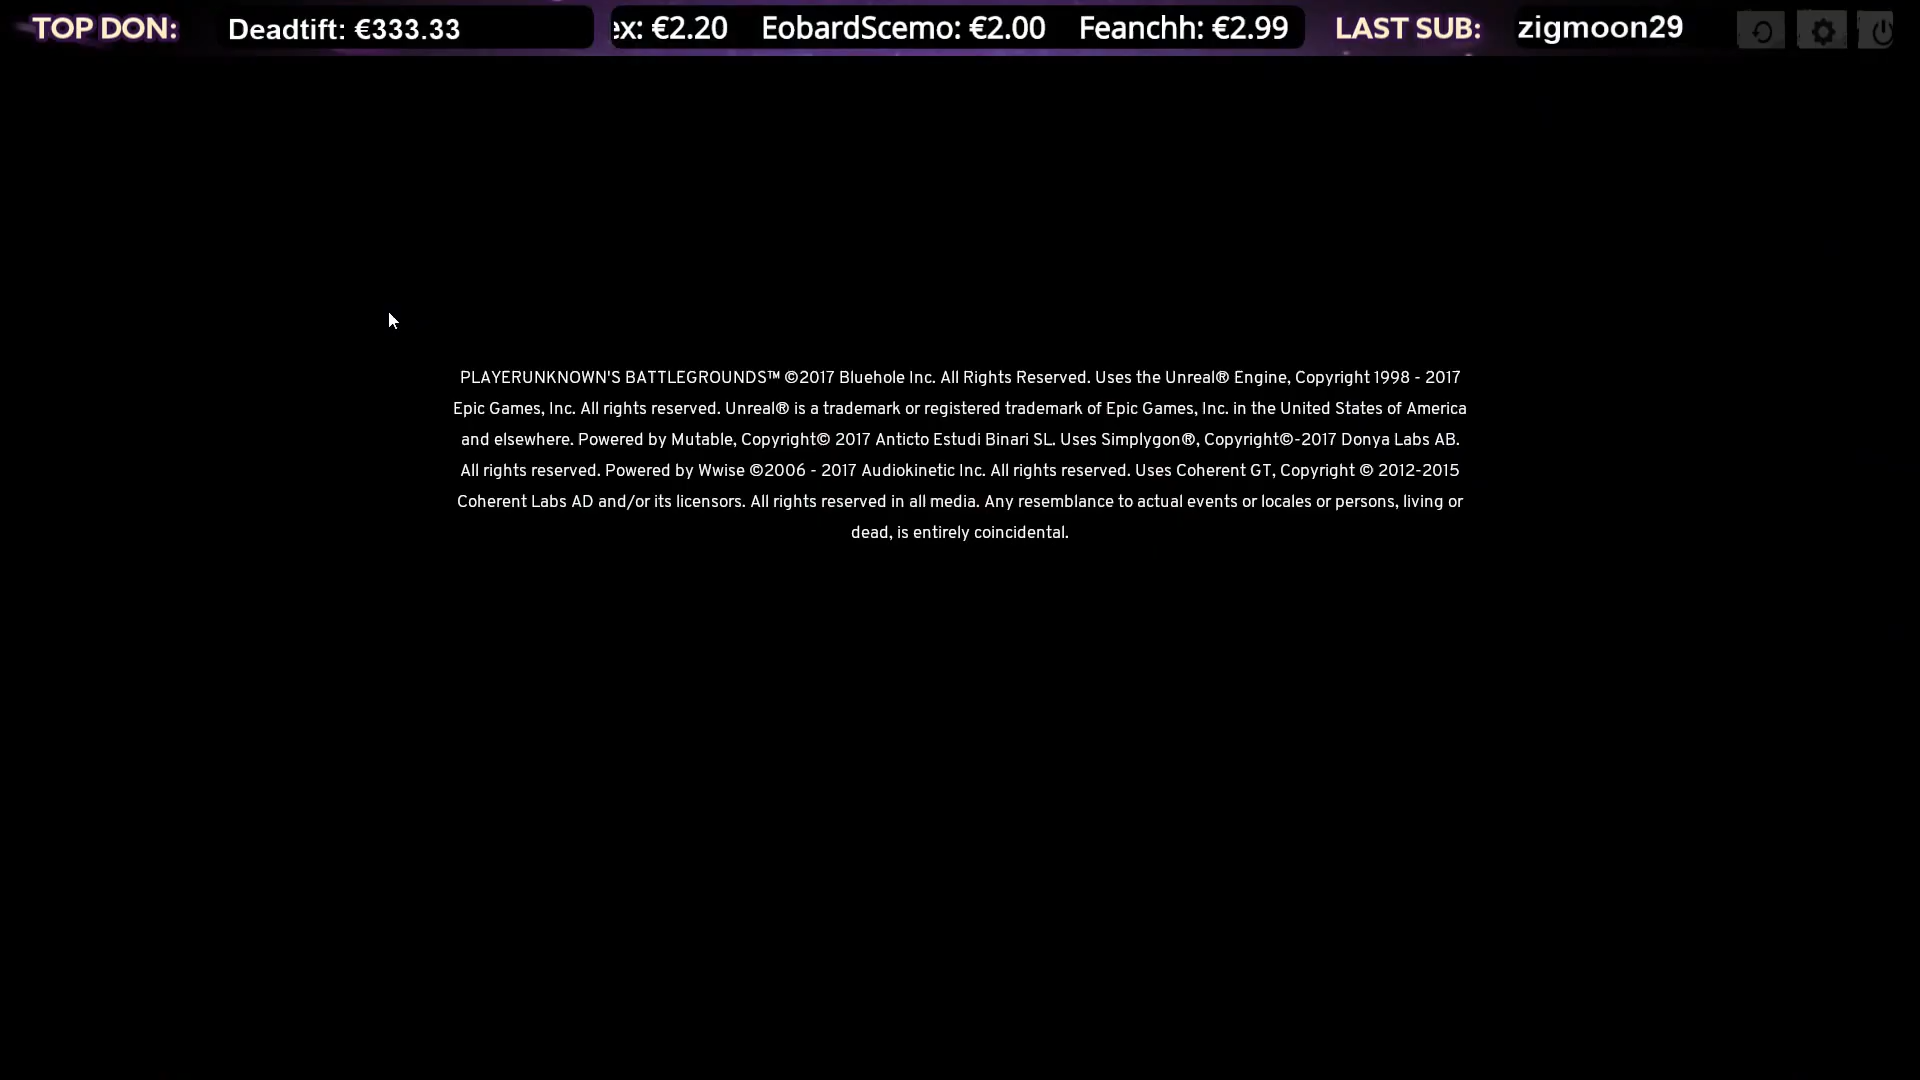 TOP DON: Deadtift: €333.33 ex: €2.20 EobardScemo: €2.00 Feanchh: €2.99 LAST SUB: zigmoon29
PLAYERUNKNOWN'S BATTLEGROUNDS™ ©2017 Bluehole Inc. All Rights Reserved. Uses the Unreal® Engine, Copyright 1998 - 2017
Epic Games, Inc. All rights reserved. Unreal® is a trademark or registered trademark of Epic Games, Inc. in the United States of America
and elsewhere. Powered by Mutable, Copyright© 2017 Anticto Estudi Binari SL. Uses Simplygon®, Copyright©-2017 Donya Labs AB.
All rights reserved. Powered by Wwise ©2006 - 2017 Audiokinetic Inc. All rights reserved. Uses Coherent GT, Copyright © 2012-2015
Coherent Labs AD and/or its licensors. All rights reserved in all media. Any resemblance to actual events or locales or persons, living or
dead, is entirely coincidental.